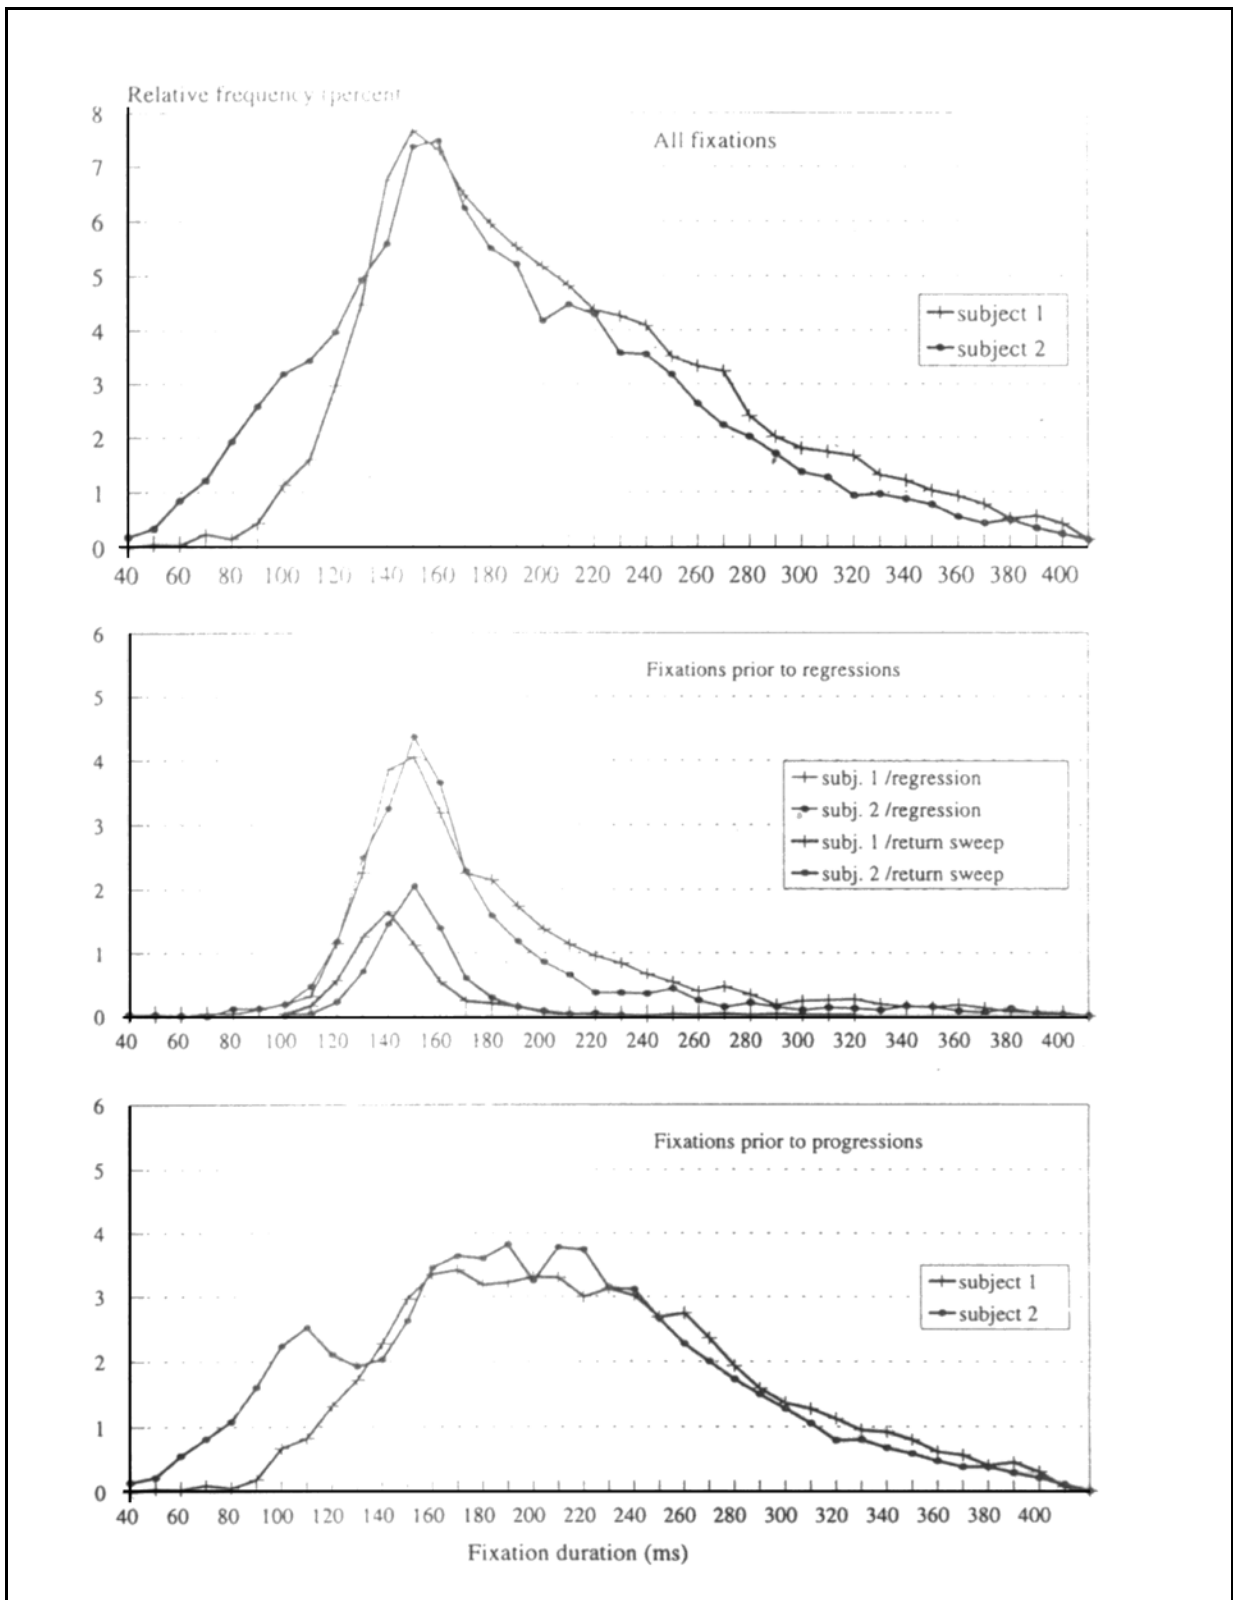 Relative frequency (percent
8
All fixations
7
6
5
4
subject 1
subject 2
3
2
1
0
40 60 80 100 120 140 160 180 200 220 240 260 280 300 320 340 360 380 400
6
Fixations prior to regressions
5
4
subj. 1 /regression
subj. 2 /regression
3
subj. 1 /return sweep
subj. 2 /return sweep
2
1
0
40 60 80 100 120 140 160 180 200 220 240 260 280 300 320 340 360 380 400
6
Fixations prior to progressions
5
4
subject 1
3
subject 2
2
1
0
40 60 80 100 120 140 160 180 200 220 240 260 280 300 320 340 360 380 400
Fixation duration (ms)